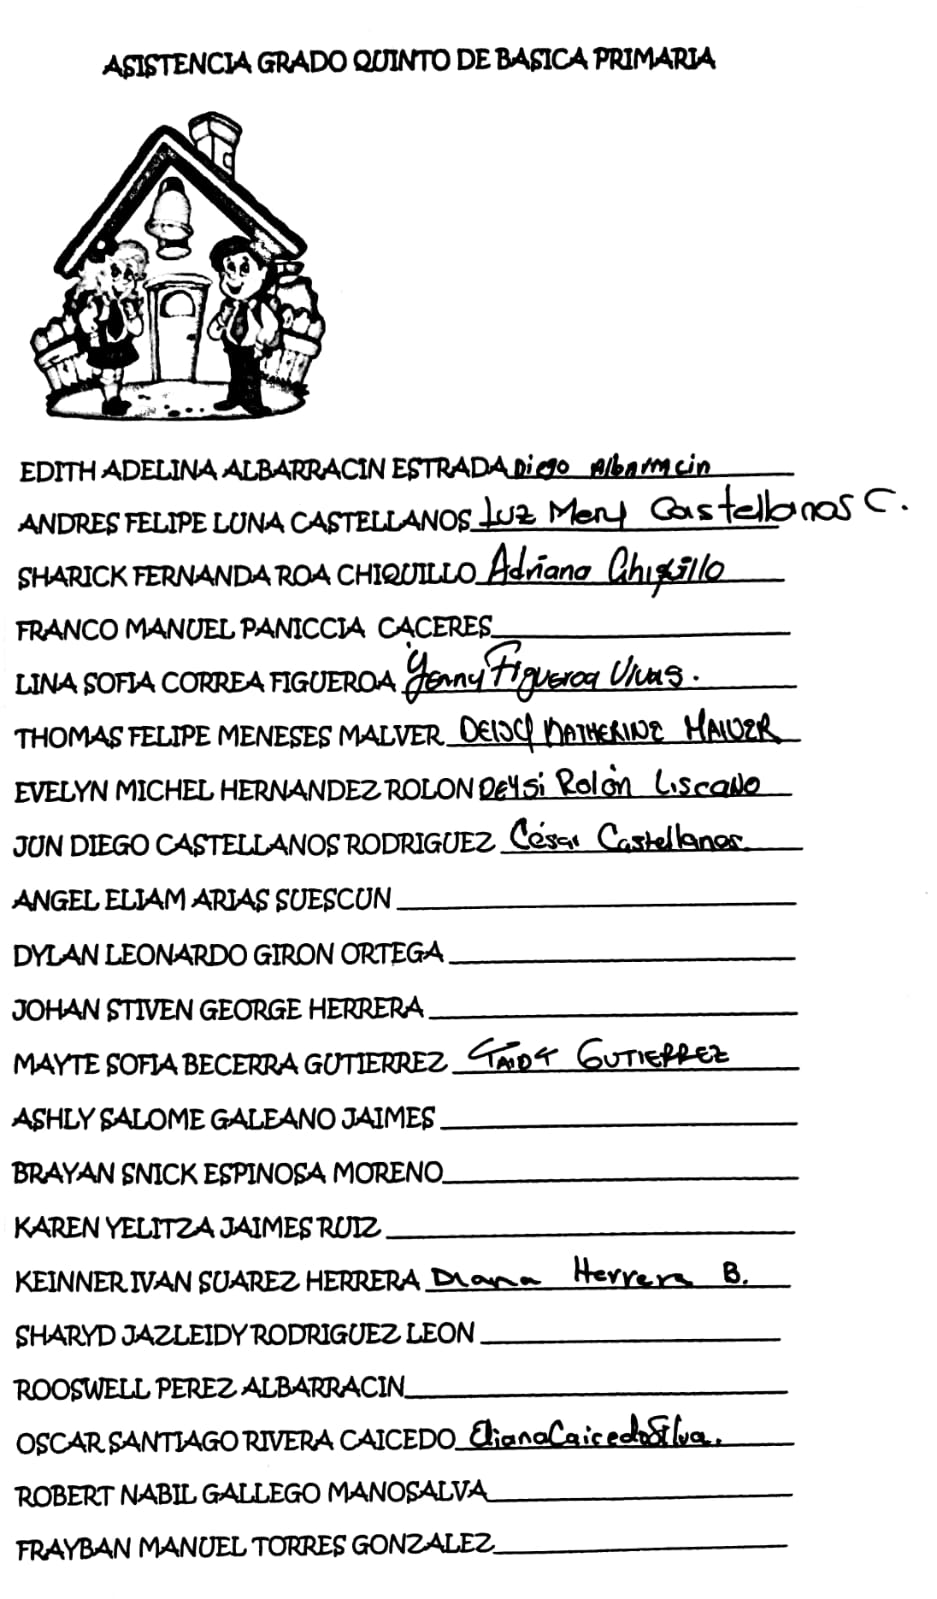 ASISTENCIA GRADO QUINTO DE BASICA PRIMARIA
EDITH ADELINA ALBARRACIN ESTRADA Diego Albarracin
ANDRES FELIPE LUNA CASTELLANOS Luz Mery Castellanos C.
SHARICK FERNANDA ROA CHIQUILLO Adriana Chiquillo
FRANCO MANUEL PANICCIA CACERES
LINA SOFIA CORREA FIGUEROA Yenny Figueroa Vivas.
THOMAS FELIPE MENESES MALVER DEISY KATHERINE MALVER
EVELYN MICHEL HERNANDEZ ROLON DEYSi Rolón Liscano
JUN DIEGO CASTELLANOS RODRIGUEZ César Castellanos
ANGEL ELIAM ARIAS SUESCUN
DYLAN LEONARDO GIRON ORTEGA
JOHAN STIVEN GEORGE HERRERA
MAYTE SOFIA BECERRA GUTIERREZ GUTIERREZ
ASHLY SALOME GALEANO JAIMES
BRAYAN SNICK ESPINOSA MORENO
KAREN YELITZA JAIMES RUIZ
KEINNER IVAN SUAREZ HERRERA Diana Herrera B.
SHARYD JAZLEIDY RODRIGUEZ LEON
ROOSWELL PEREZ ALBARRACIN
OSCAR SANTIAGO RIVERA CAICEDO Eliana Caicedo Silva.
ROBERT NABIL GALLEGO MANOSALVA
FRAYBAN MANUEL TORRES GONZALEZ